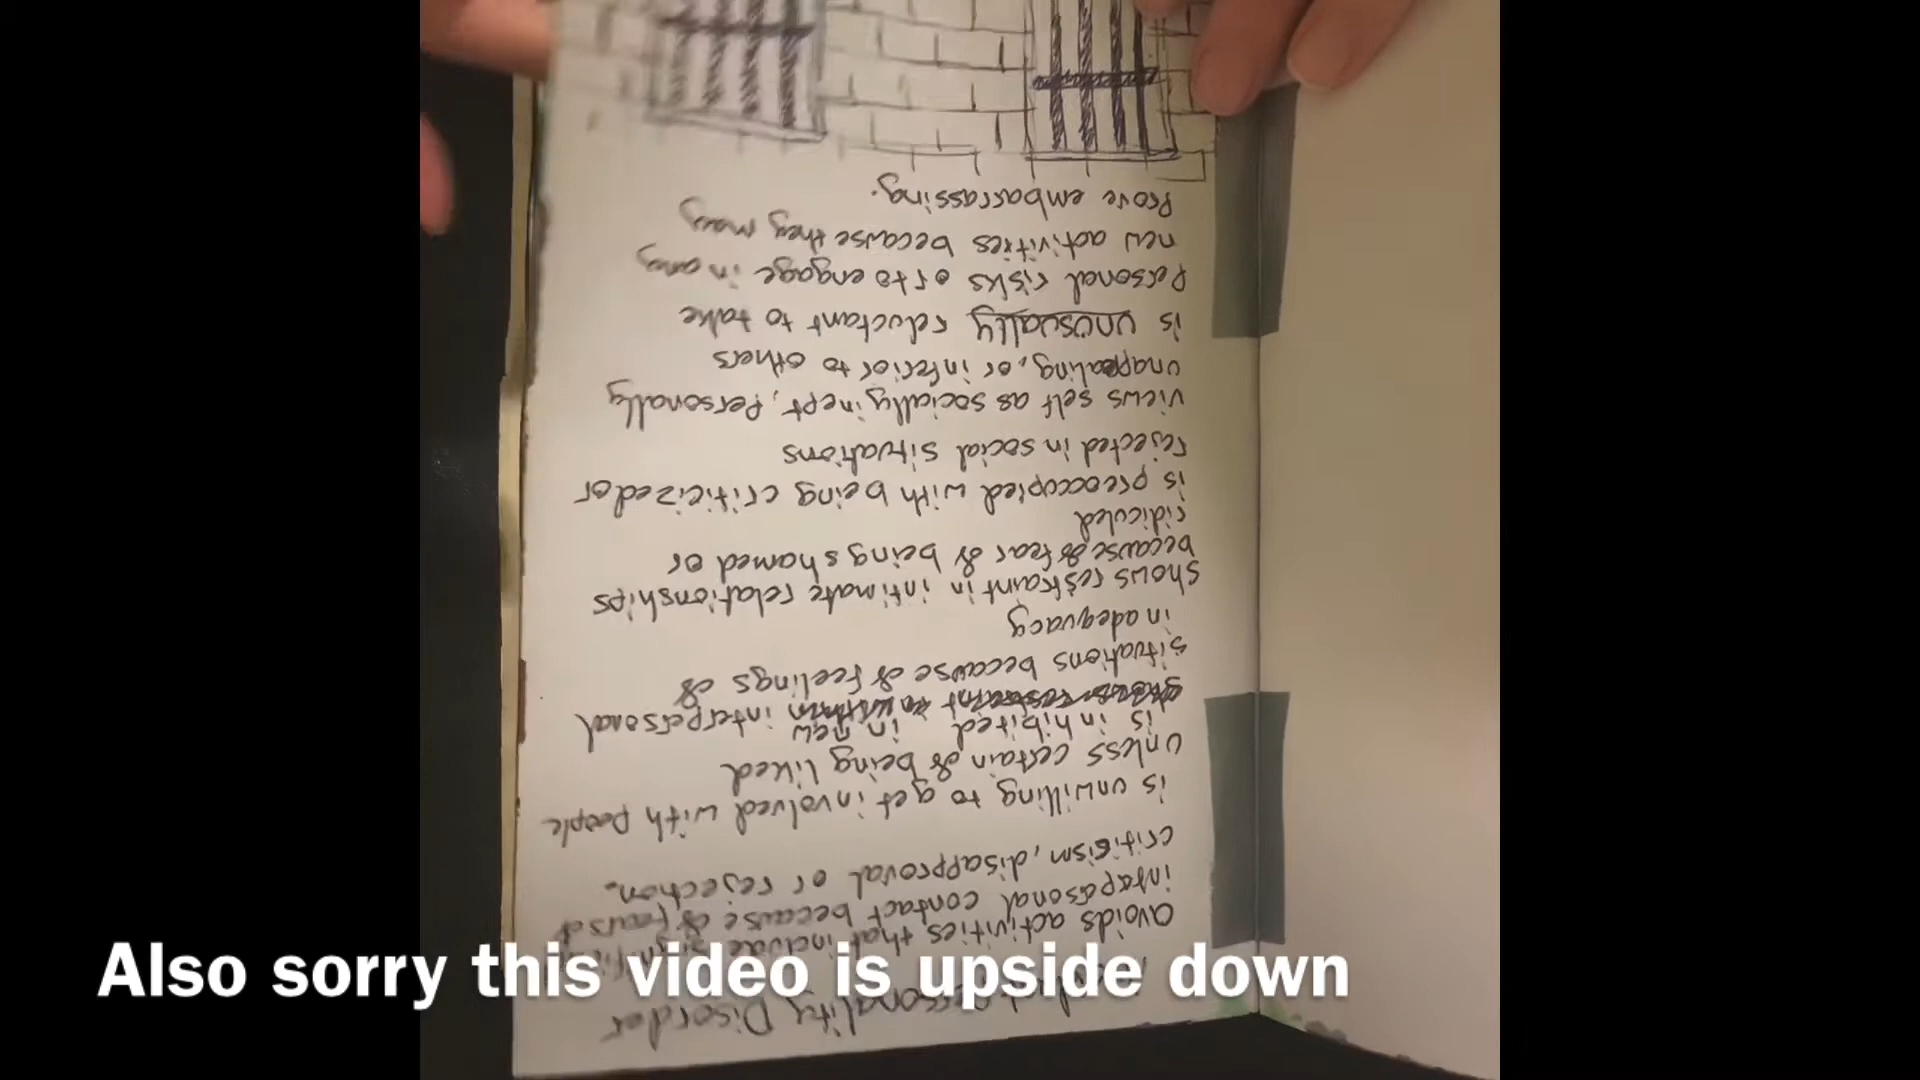 Personality Disorder
avoids activities that include
intrapersonal contact because of fears of
criticism, disapproval or rejection.
is unwilling to get involved with people
unless certain of being liked
is inhibited in new interpersonal
situations because of feelings of
inadequacy
shows restraint in intimate relationships
because of fear of being shamed or
ridiculed
is preoccupied with being criticized or
rejected in social situations
views self as socially inept, Personally
unappealing, or inferior to others
is unusually reluctant to take
Personal risks or to engage in any
new activities because they may
Prove embarrassing.
Also sorry this video is upside down